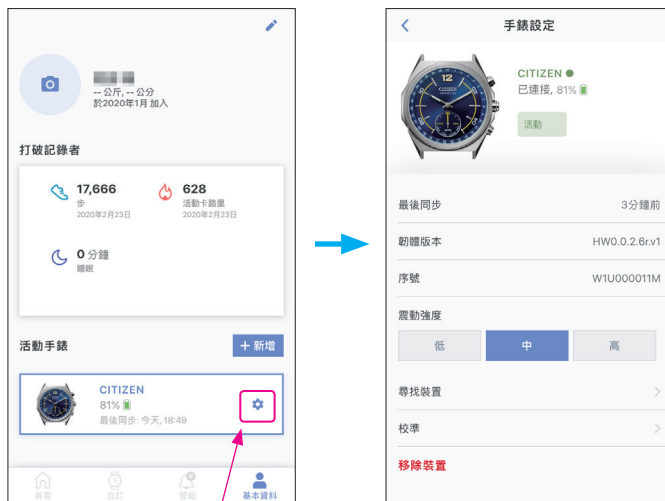 -- 公斤, -- 公分
於2020年1月 加入
打破記錄者
17,666
步
2020年2月23日
628
活動卡路里
2020年2月23日
0 分鐘
睡眠
活動手錶
+ 新增
CITIZEN
81%
最後同步: 今天, 18:49
首頁
自訂
警報
基本資料
手錶設定
12
CITIZEN
CITIZEN
已連接, 81%
活動
最後同步
3分鐘前
韌體版本
HW0.0.2.6r.v1
序號
W1U000011M
震動強度
低
中
高
尋找裝置
校準
移除裝置